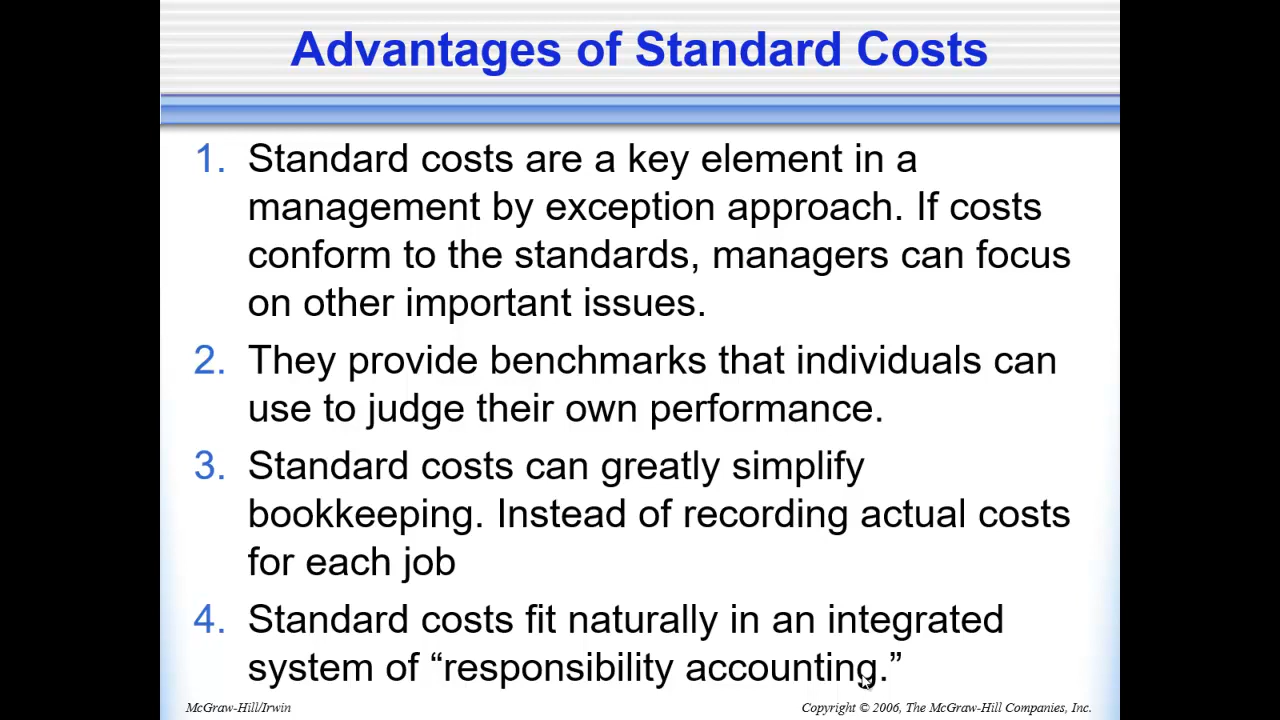 Advantages of Standard Costs
1. Standard costs are a key element in a
management by exception approach. If costs
conform to the standards, managers can focus
on other important issues.
2. They provide benchmarks that individuals can
use to judge their own performance.
3. Standard costs can greatly simplify
bookkeeping. Instead of recording actual costs
for each job
4. Standard costs fit naturally in an integrated
system of “responsibility accounting.”
McGraw-Hill/Irwin
Copyright © 2006, The McGraw-Hill Companies, Inc.